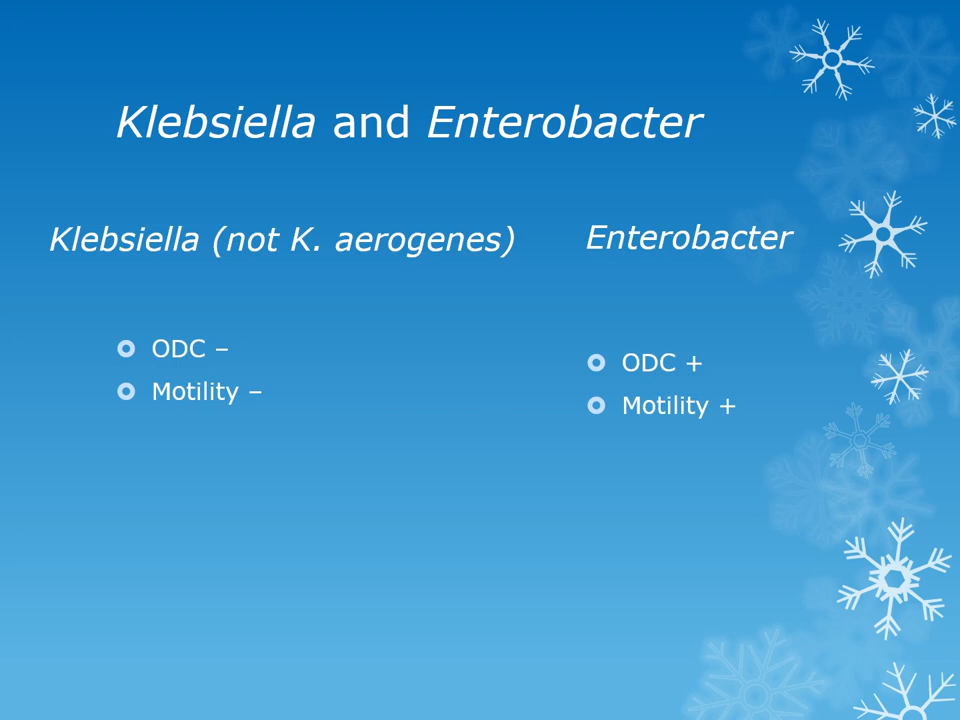 Klebsiella and Enterobacter
Klebsiella (not K. aerogenes)
ODC –
Motility –
Enterobacter
ODC +
Motility +